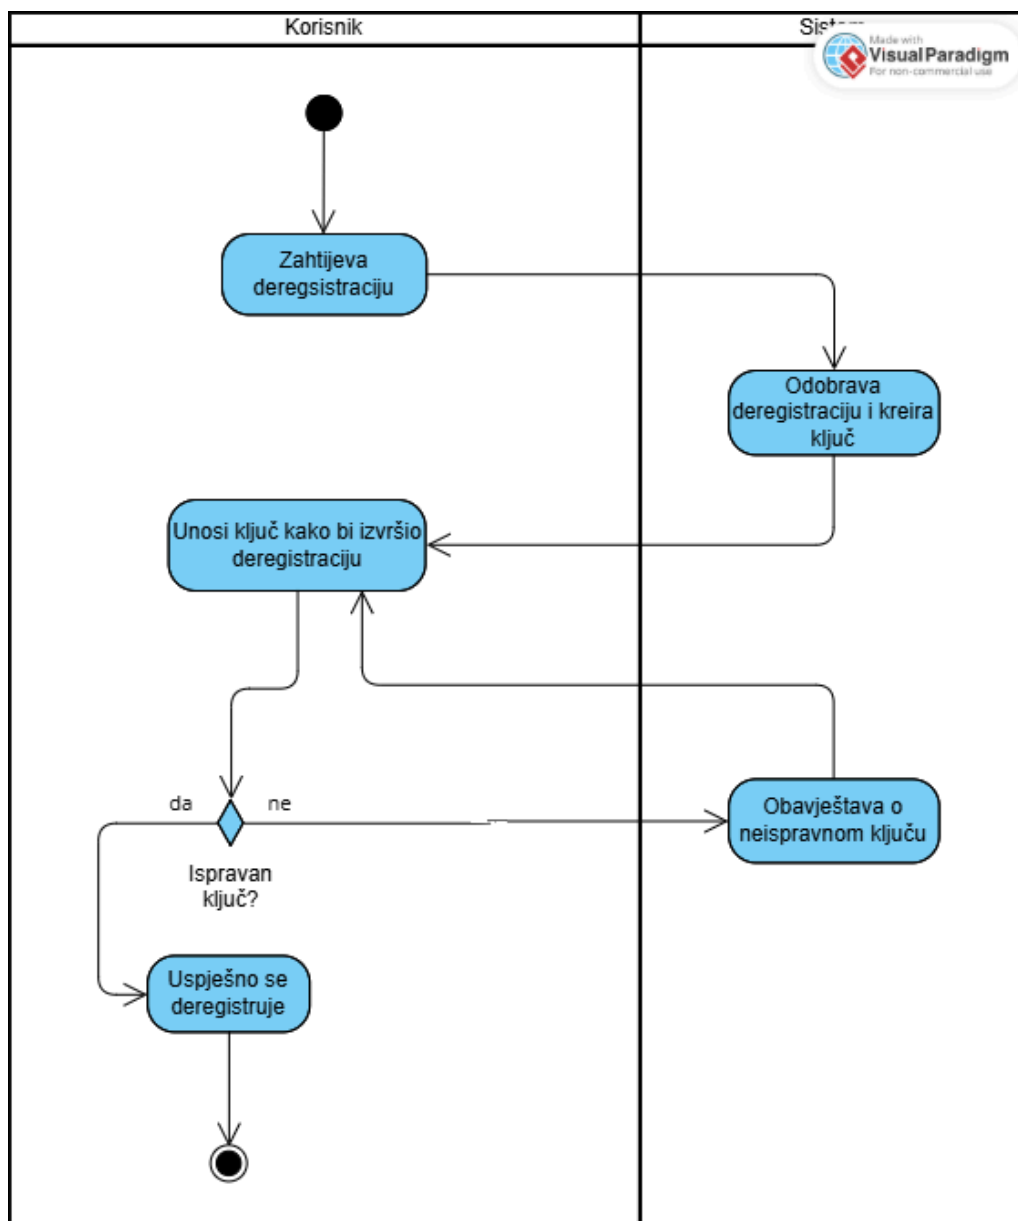 Korisnik
Made with
Visual Paradigm
For non-commercial use
Zahtijeva
deregsistraciju
Odobrava
deregistraciju i kreira
ključ
Unosi ključ kako bi izvršio
deregistraciju
da
ne
Obavještava o
neispravnom ključu
Ispravan
ključ?
Uspješno se
deregistruje